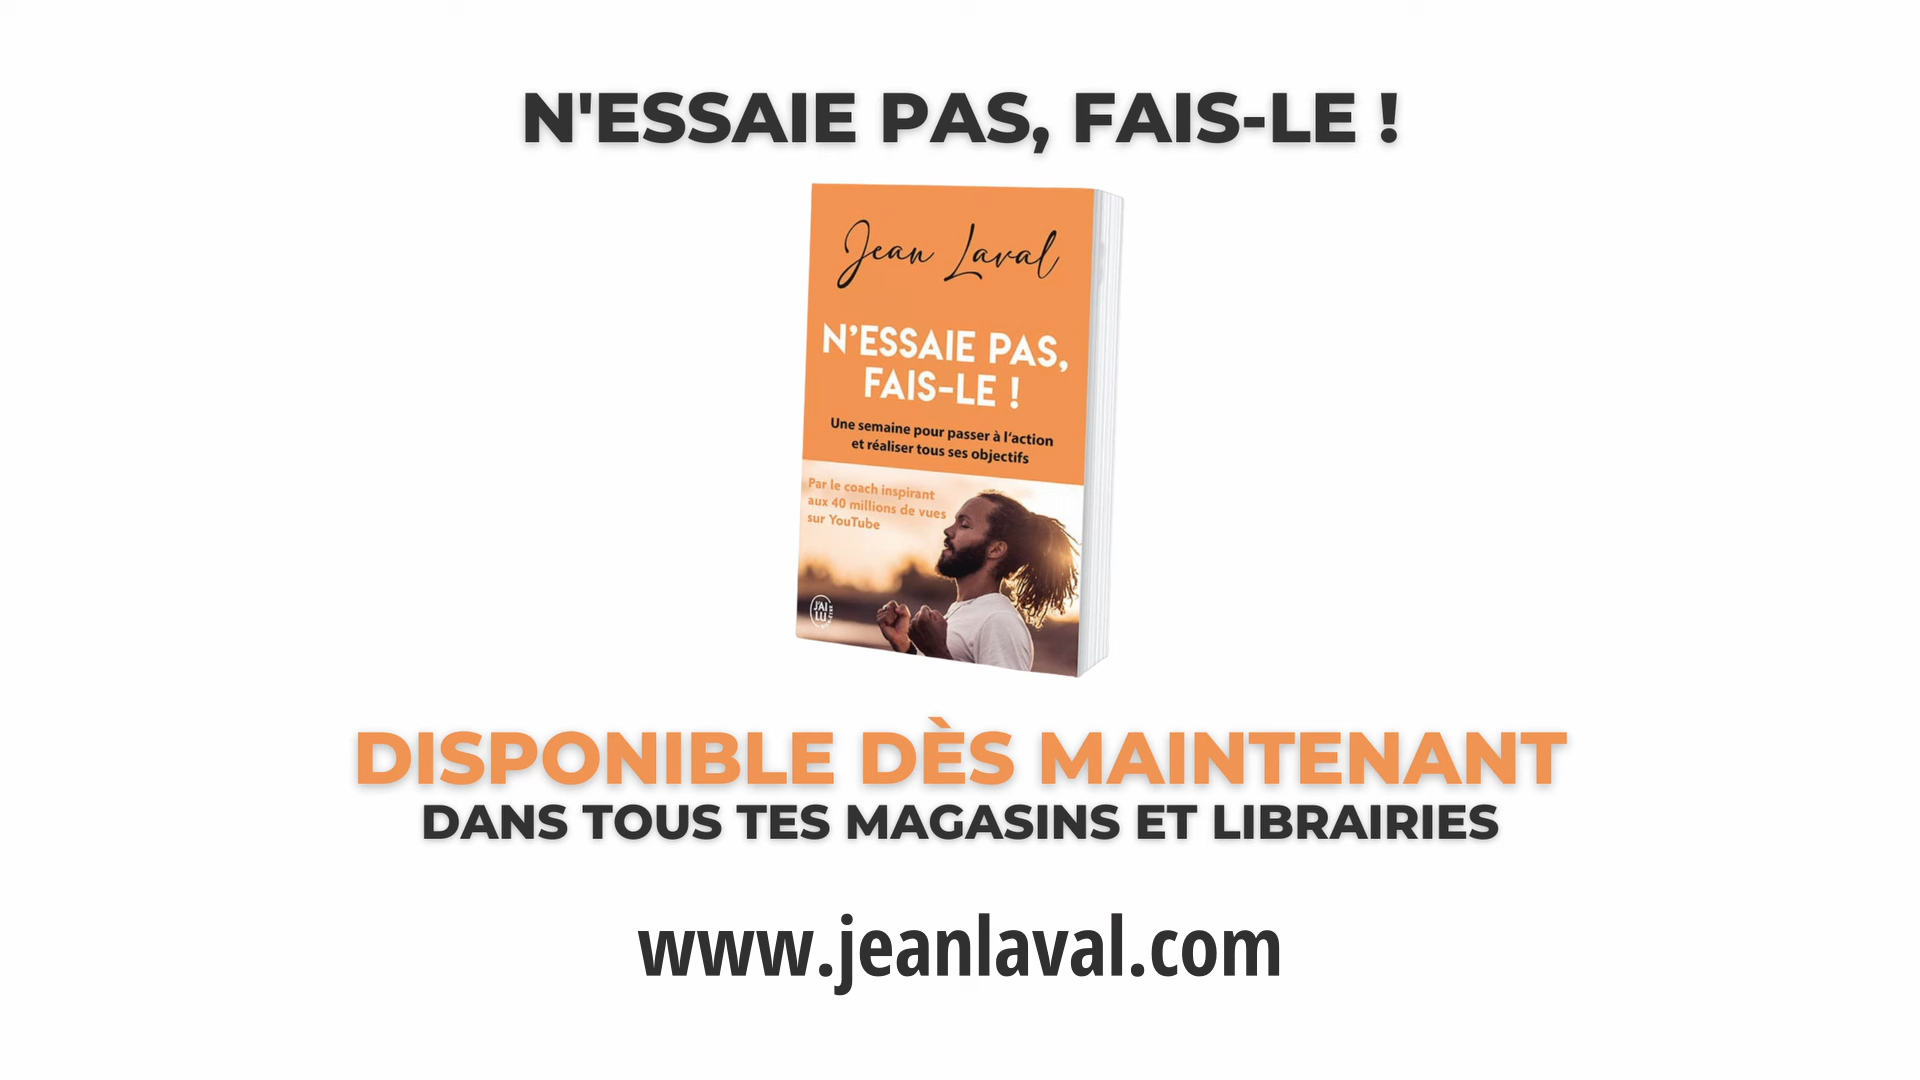 N'ESSAIE PAS, FAIS-LE !
Jean Laval
N'ESSAIE PAS,
FAIS-LE !
Une semaine pour passer à l'action
et réaliser tous ses objectifs
Par le coach inspirant
aux 40 millions de vues
sur YouTube
J'AI
LU
DISPONIBLE DÈS MAINTENANT
DANS TOUS TES MAGASINS ET LIBRAIRIES
www.jeanlaval.com